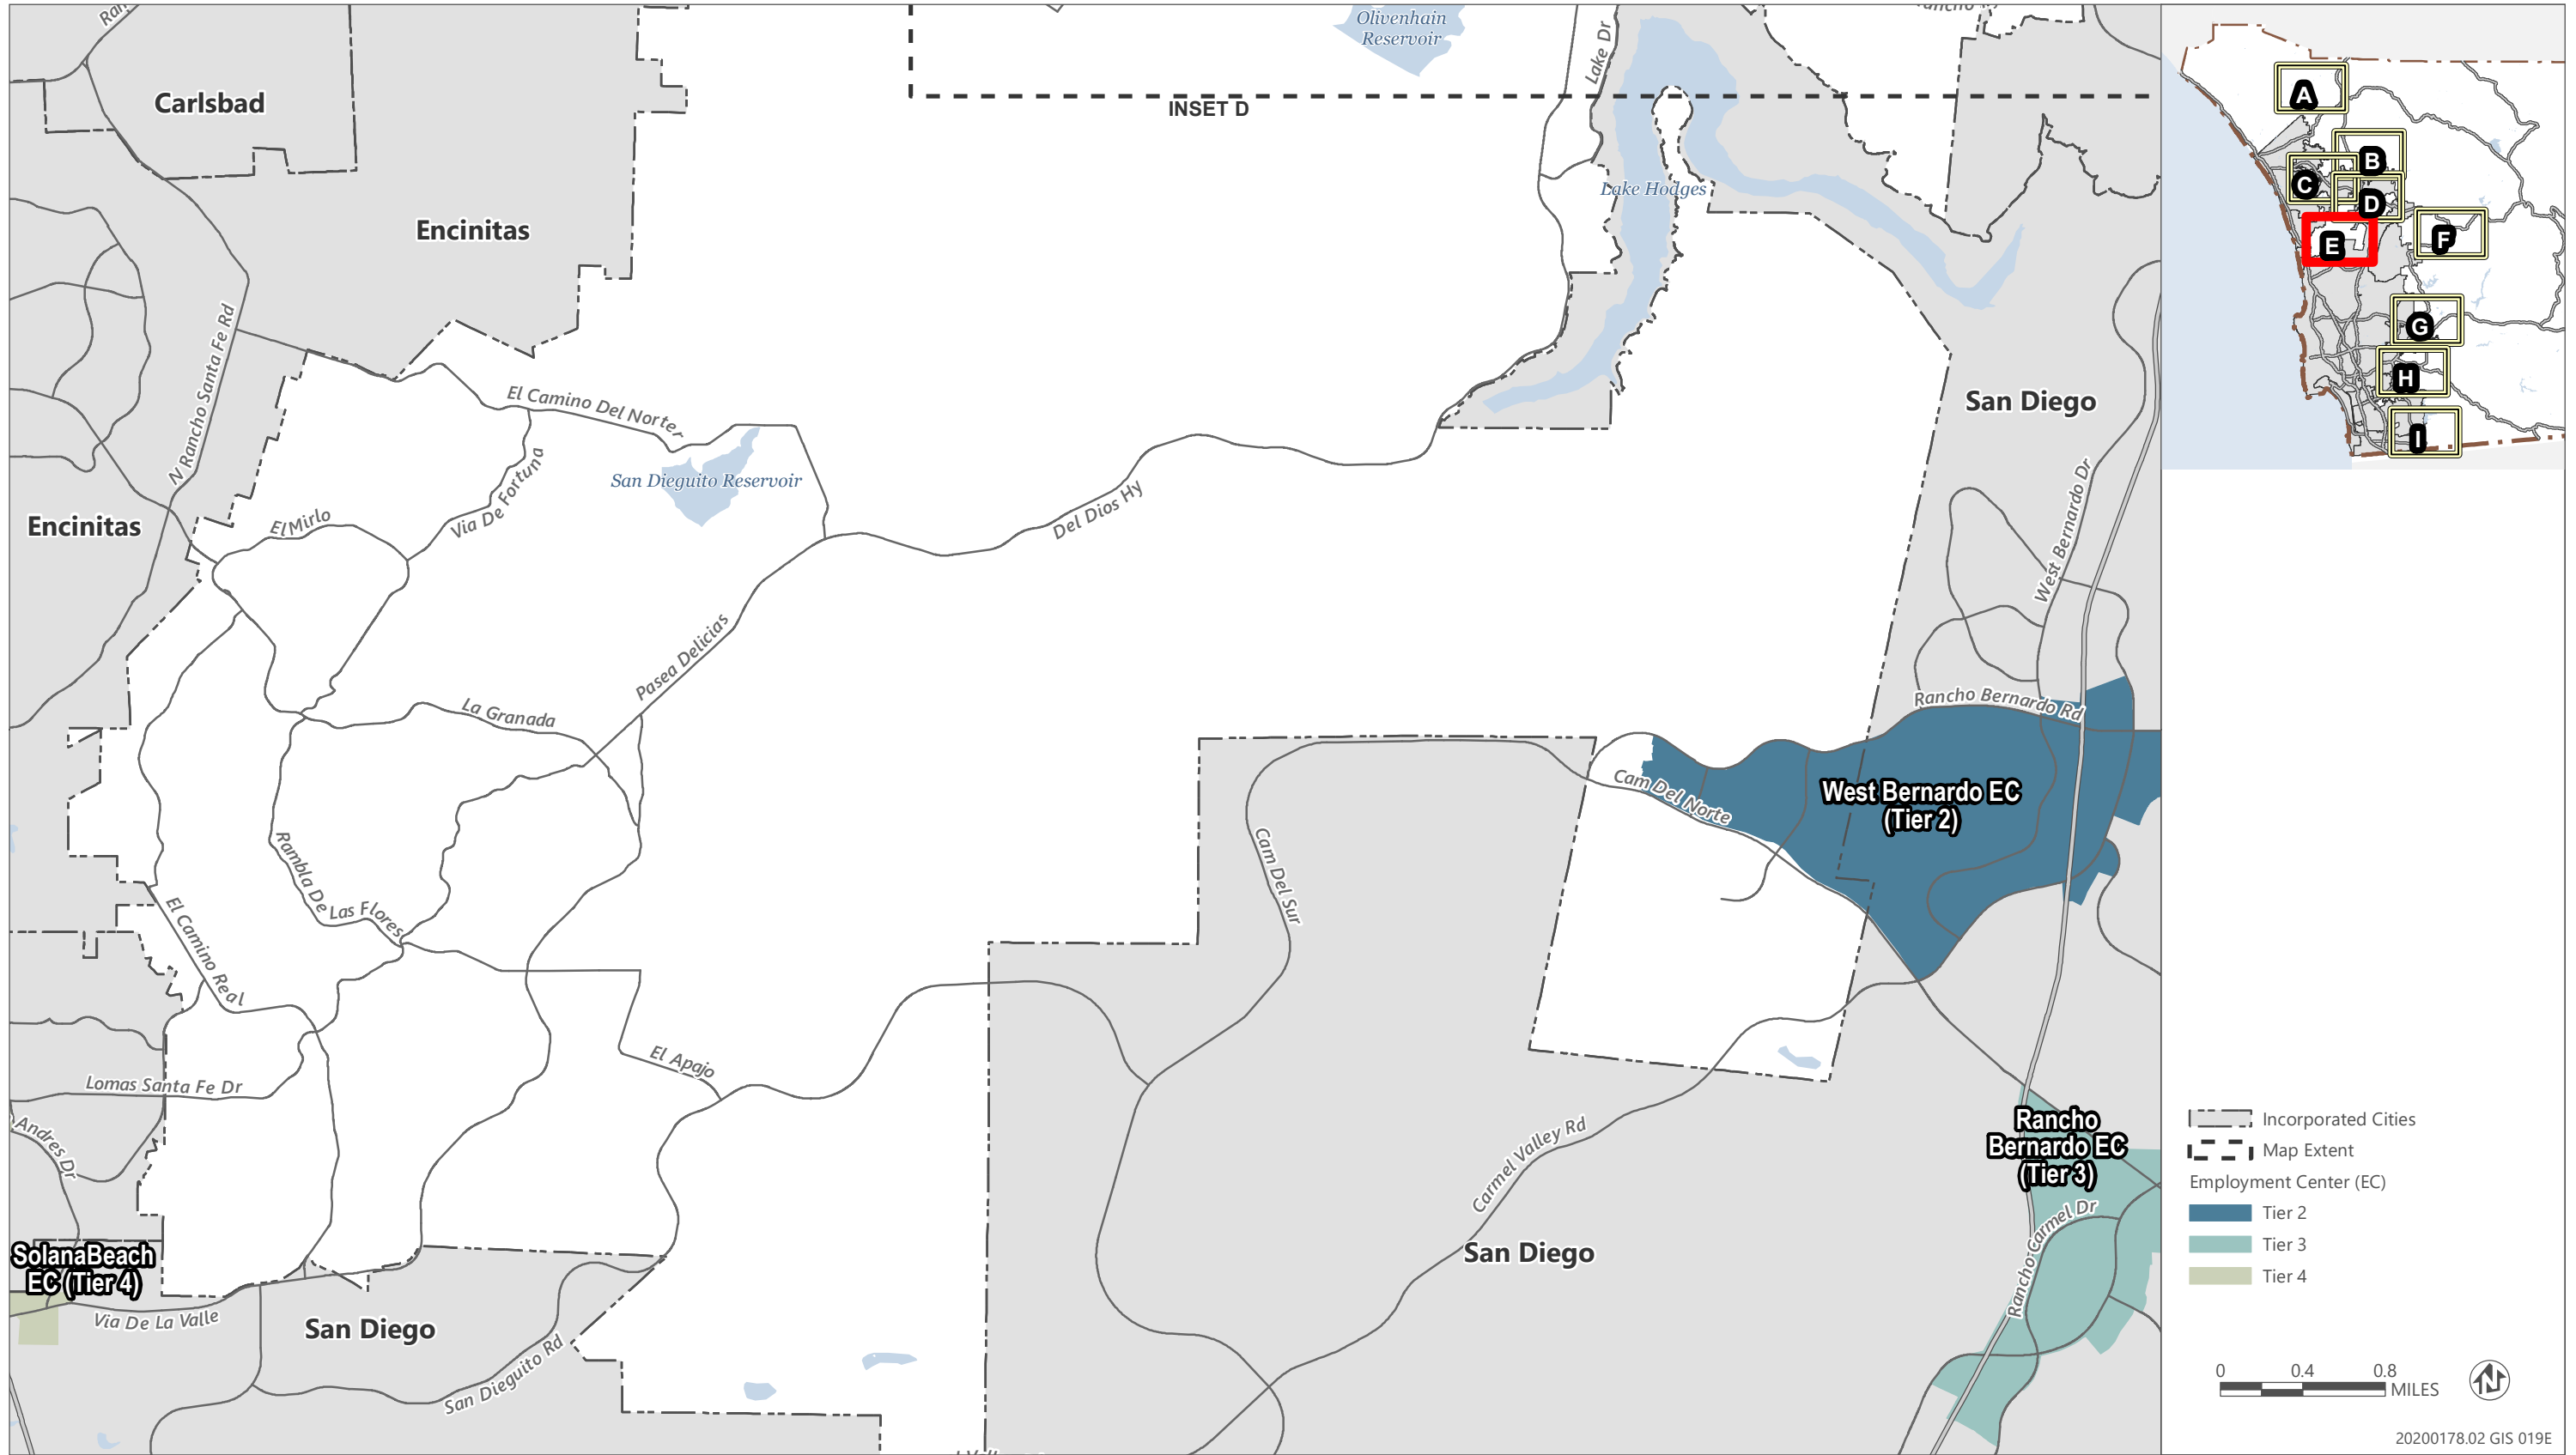 Carlsbad
Encinitas
Encinitas
N Rancho Santa Fe Rd
El Camino Del Norter
El Mirlo
Via De Fortuna
San Dieguito Reservoir
Olivenhain
Reservoir
INSET D
Lake Dr
Lake Hodges
San Diego
West Bernardo Dr
Del Dios Hy
Pasea Delicias
La Granada
Rambla De Las Flores
El Camino Real
Lomas Santa Fe Dr
Andres Dr
El Apajo
SolanaBeach
EC (Tier 4)
Via De La Valle
San Diego
San Dieguito Rd
Cam Del Sur
Cam Del Norte
Rancho Bernardo Rd
West Bernardo EC
(Tier 2)
Carmel Valley Rd
San Diego
Rancho
Bernardo EC
(Tier 3)
Rancho Carmel Dr
A
B
C
D
E
F
G
H
I
Incorporated Cities
Map Extent
Employment Center (EC)
Tier 2
Tier 3
Tier 4
0 0.4 0.8
MILES
N
20200178.02 GIS 019E